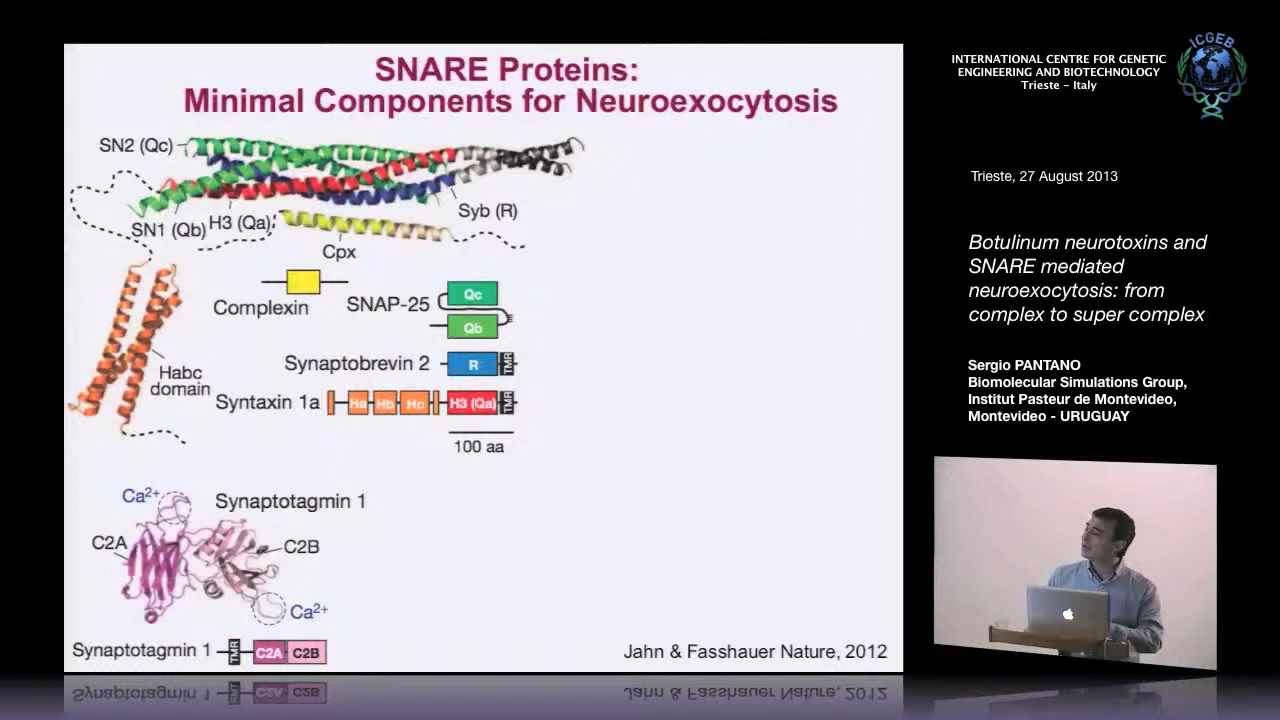 SNARE Proteins:
Minimal Components for Neuroexocytosis
SN2 (Qc)
SN1 (Qb)
H3 (Qa)
Syb (R)
Cpx
Habc
domain
Complexin
SNAP-25
Qc
Qb
Synaptobrevin 2
R
TMR
Syntaxin 1a
Ha
Hb
Hc
H3 (Qa)
TMR
100 aa
Ca2+
Synaptotagmin 1
C2A
C2B
Ca2+
Synaptotagmin 1
TMR
C2A
C2B
Jahn & Fasshauer Nature, 2012
INTERNATIONAL CENTRE FOR GENETIC
ENGINEERING AND BIOTECHNOLOGY
Trieste - Italy
ICGEB
Trieste, 27 August 2013
Botulinum neurotoxins and
SNARE mediated
neuroexocytosis: from
complex to super complex
Sergio PANTANO
Biomolecular Simulations Group,
Institut Pasteur de Montevideo,
Montevideo - URUGUAY